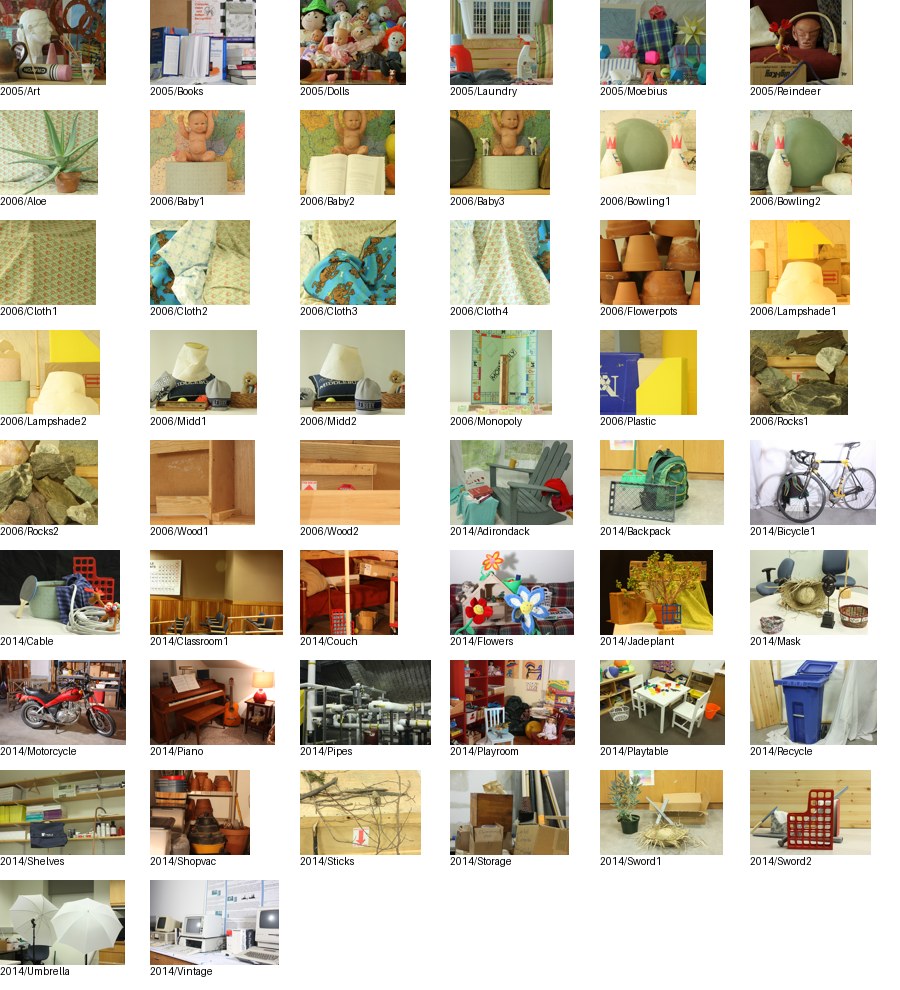 2005/Art
2005/Books
2005/Dolls
2005/Laundry
2005/Moebius
2005/Reindeer
2006/Aloe
2006/Baby1
2006/Baby2
2006/Baby3
2006/Bowling1
2006/Bowling2
2006/Cloth1
2006/Cloth2
2006/Cloth3
2006/Cloth4
2006/Flowerpots
2006/Lampshade1
2006/Lampshade2
2006/Midd1
2006/Midd2
2006/Monopoly
2006/Plastic
2006/Rocks1
2006/Rocks2
2006/Wood1
2006/Wood2
2014/Adirondack
2014/Backpack
2014/Bicycle1
2014/Cable
2014/Classroom1
2014/Couch
2014/Flowers
2014/Jadeplant
2014/Mask
2014/Motorcycle
2014/Piano
2014/Pipes
2014/Playroom
2014/Playtable
2014/Recycle
2014/Shelves
2014/Shopvac
2014/Sticks
2014/Storage
2014/Sword1
2014/Sword2
2014/Umbrella
2014/Vintage